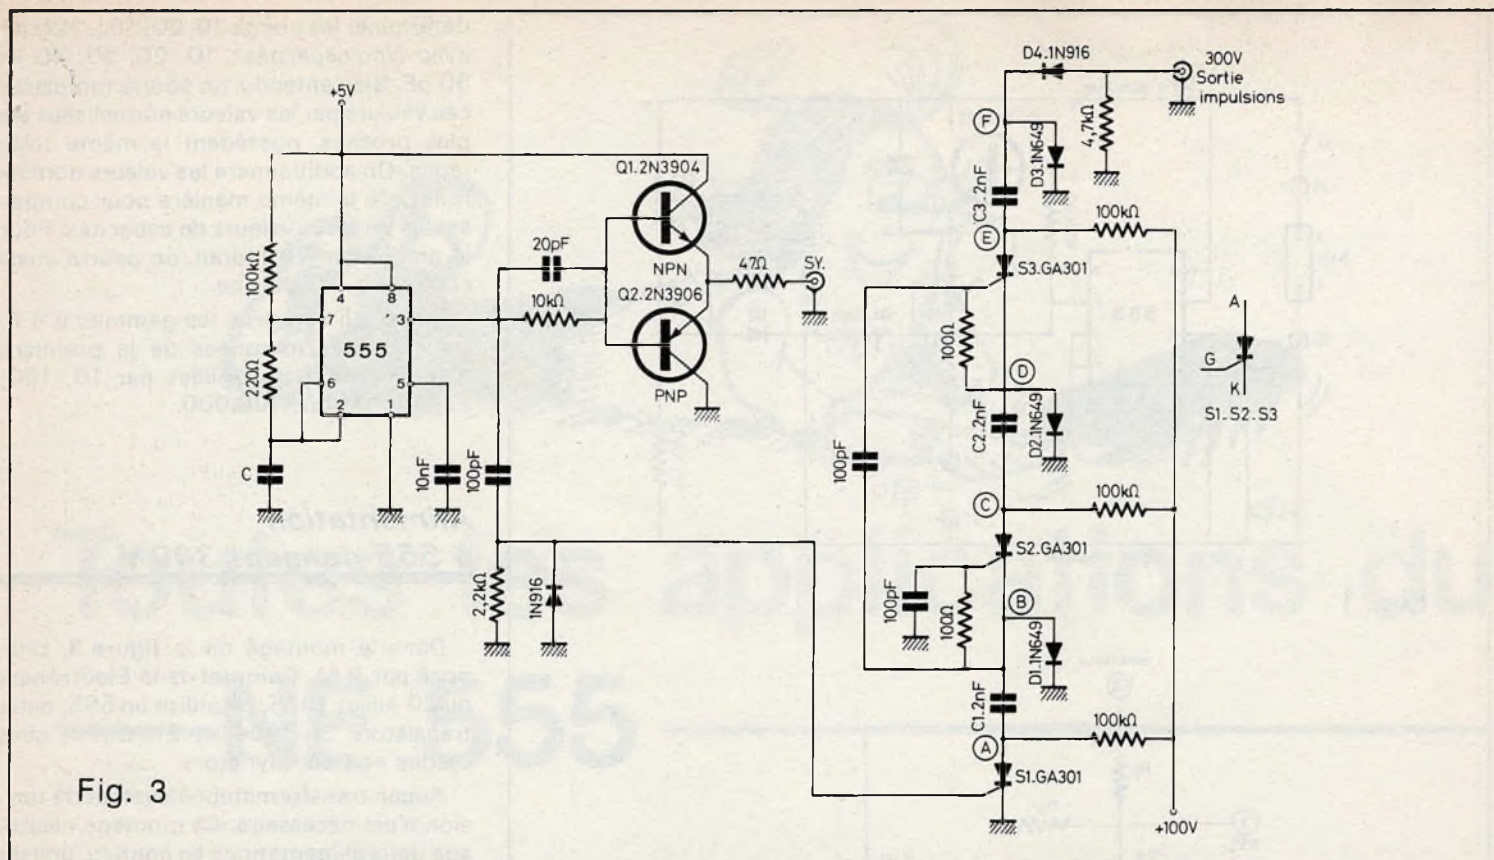 +5V
100kΩ
220Ω
C
4
8
7
3
555
6
5
2
1
10nF
100pF
20pF
10kΩ
2,2kΩ
1N916
Q1.2N3904
NPN
Q2.2N3906
PNP
47Ω
SY.
D4.1N916
300V
Sortie
impulsions
4,7kΩ
F
D3.1N649
C3.2nF
E
100kΩ
S3.GA301
100Ω
D
C2.2nF
D2.1N649
100pF
C
100kΩ
S2.GA301
100pF
100Ω
B
D1.1N649
C1.2nF
A
100kΩ
S1.GA301
+100V
A
G
K
S1.S2.S3
Fig. 3